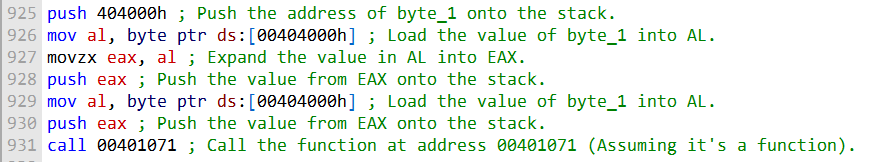 925 push 404000h ; Push the address of byte_1 onto the stack.
926 mov al, byte ptr ds:[00404000h] ; Load the value of byte_1 into AL.
927 movzx eax, al ; Expand the value in AL into EAX.
928 push eax ; Push the value from EAX onto the stack.
929 mov al, byte ptr ds:[00404000h] ; Load the value of byte_1 into AL.
930 push eax ; Push the value from EAX onto the stack.
931 call 00401071 ; Call the function at address 00401071 (Assuming it's a function).